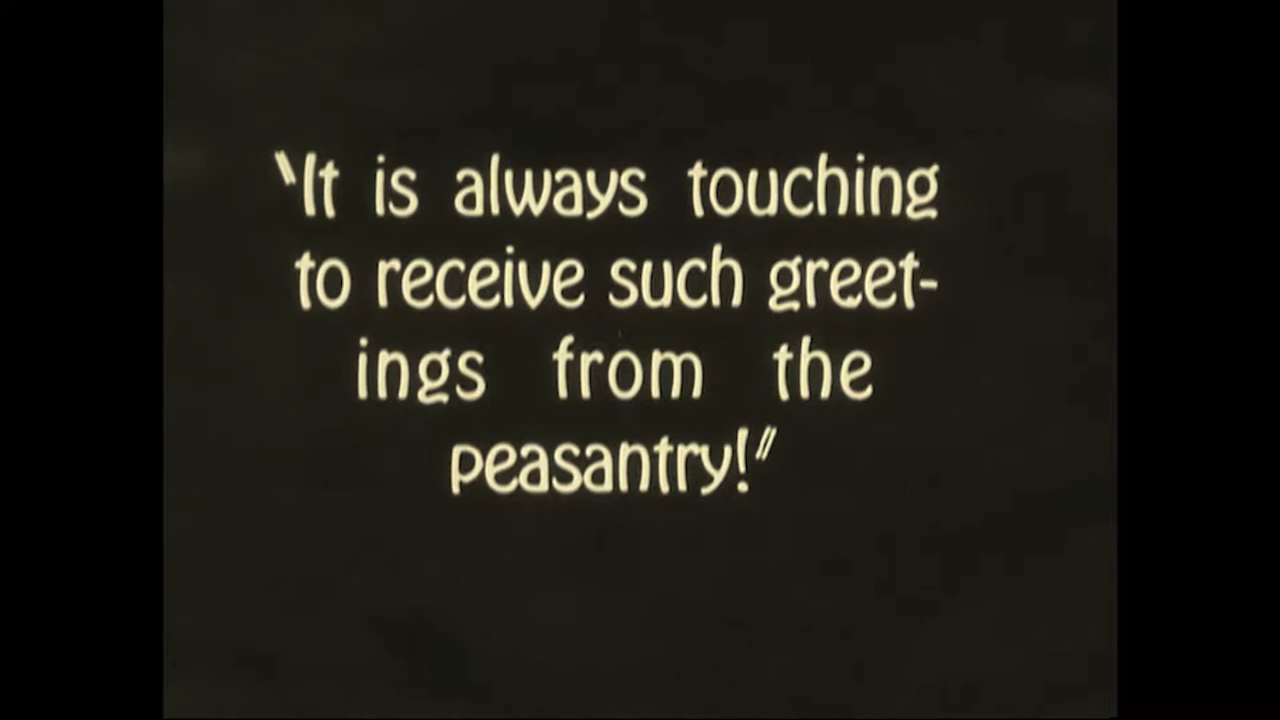 "It is always touching
to receive such greet-
ings from the
peasantry!"